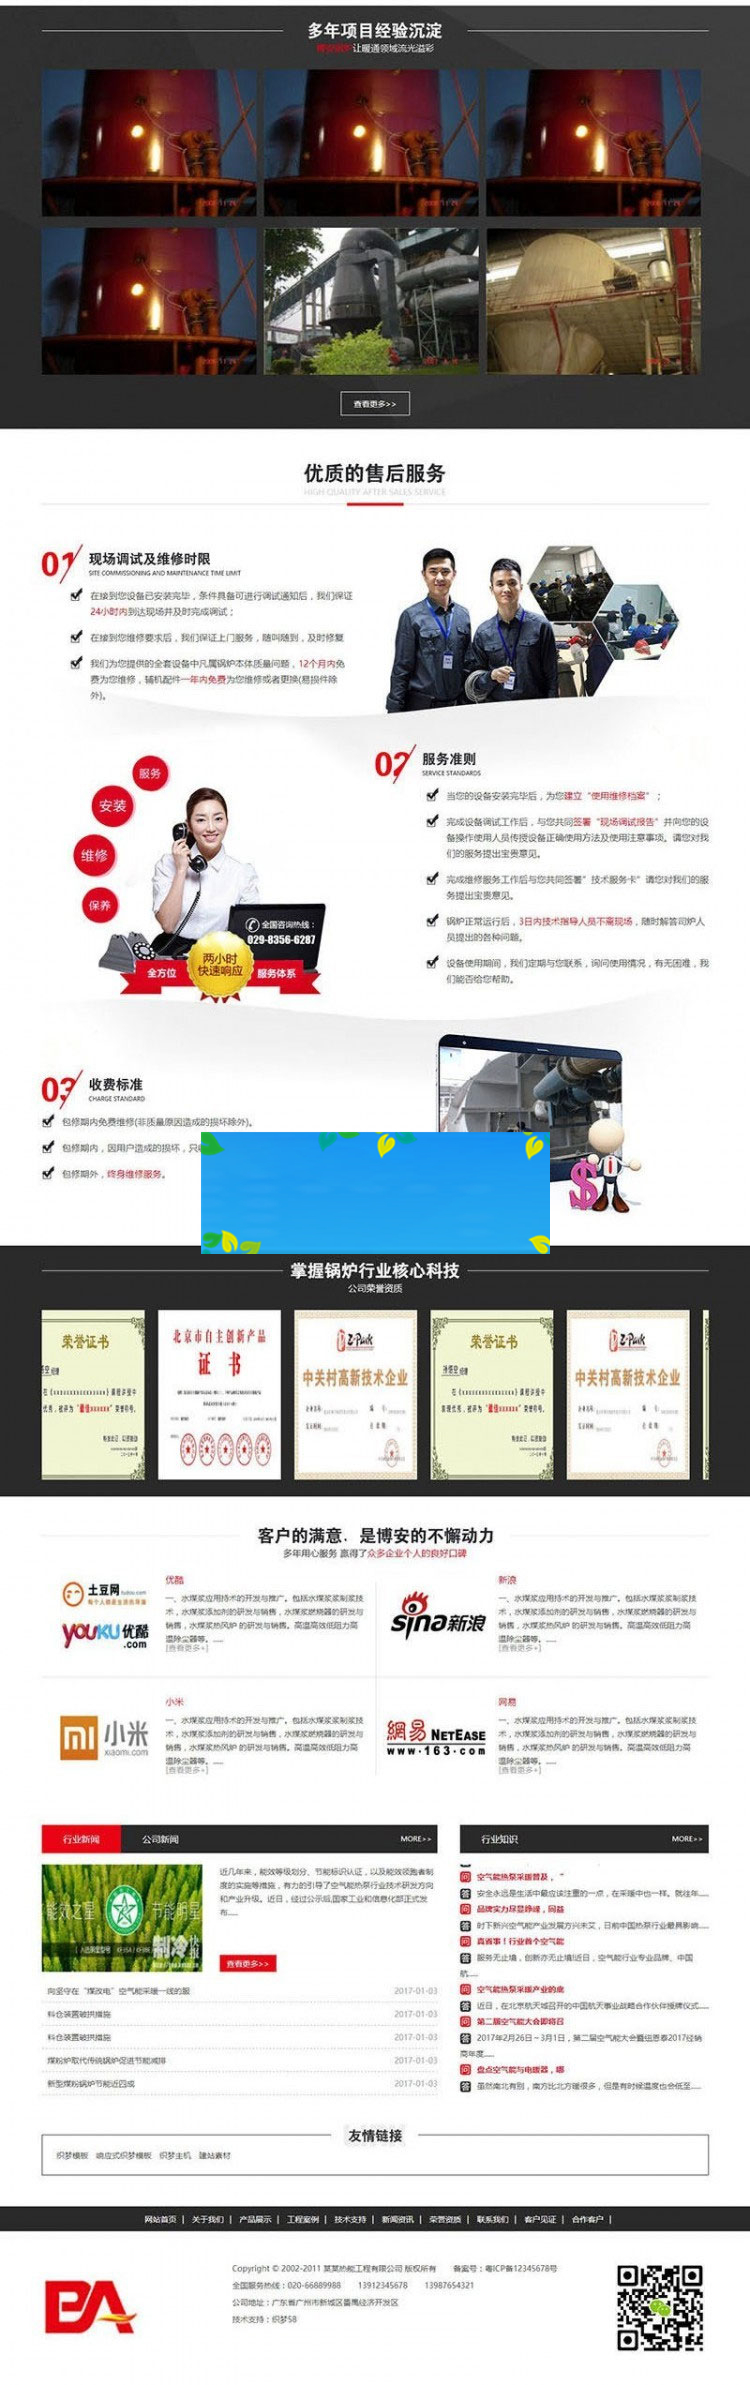 多年项目经验沉淀
让暖通领域流光溢彩
查看更多>>
优质的售后服务
HIGH QUALITY AFTER SALES SERVICE
01 现场调试及维修时限
SITE COMMISSIONING AND MAINTENANCE TIME LIMIT
在接到您设备已安装完毕，条件具备可进行调试通知后，我们保证
24小时内到达现场并及时完成调试；
在接到您维修要求后，我们保证上门服务，随叫随到，及时修复
我们为您提供的全套设备中凡属锅炉本体质量问题，12个月内免
费为您维修，辅机配件一年内免费为您维修或者更换(易损件除
外)。
02 服务准则
SERVICE STANDARDS
当您的设备安装完毕后，为您建立“使用维修档案”；
完成设备调试工作后，与您共同签署“现场调试报告”并向您的设
备操作使用人员传授设备正确使用方法及使用注意事项。请您对我
们的服务提出宝贵意见。
完成维修服务工作后与您共同签署”技术服务卡”请您对我们的服
务提出宝贵意见。
锅炉正常运行后，3日内技术指导人员不离现场，随时解答司炉人
员提出的各种问题。
设备使用期间，我们定期与您联系，询问使用情况，有无困难，我
们能否给您帮助。
服务
安装
维修
保养
全国咨询热线：
029-8356-6287
全方位
两小时
快速响应
服务体系
03 收费标准
CHARGE STANDARD
包修期内免费维修(非质量原因造成的损坏除外)。
包修期内，因用户造成的损坏，只
包修期外，终身维修服务。
掌握锅炉行业核心科技
公司荣誉资质
荣誉证书
北京市自主创新产品
证 书
Z-Park
中关村高新技术企业
荣誉证书
Z-Park
中关村高新技术企业
客户的满意，是博安的不懈动力
多年用心服务 赢得了众多企业个人的良好口碑
土豆网
每个人都是生活的导演
YOUKU优酷
.com
优酷
一、水煤浆应用技术的开发与推广。包括水煤浆浆制浆技
术，水煤浆添加剂的研发与销售，水煤浆燃烧器的研发与
销售，水煤浆热风炉 的研发与销售。高温高效低阻力高
温除尘器等。......
[查看更多+]
sina新浪
新浪
一、水煤浆应用技术的开发与推广。包括水煤浆浆制浆技
术，水煤浆添加剂的研发与销售，水煤浆燃烧器的研发与
销售，水煤浆热风炉 的研发与销售。高温高效低阻力高
温除尘器等。......
[查看更多+]
小米
xiaomi.com
小米
一、水煤浆应用技术的开发与推广。包括水煤浆浆制浆技
术，水煤浆添加剂的研发与销售，水煤浆燃烧器的研发与
销售，水煤浆热风炉 的研发与销售。高温高效低阻力高
温除尘器等。......
[查看更多+]
網易 NETEASE
www.163.com
网易
一、水煤浆应用技术的开发与推广。包括水煤浆浆制浆技
术，水煤浆添加剂的研发与销售，水煤浆燃烧器的研发与
销售，水煤浆热风炉 的研发与销售。高温高效低阻力高
温除尘器等。......
[查看更多+]
行业新闻 公司新闻 MORE>>
能效之星 节能明星
近几年来，能效等级划分、节能标识认证，以及能效领跑者制
度的实施等措施，有力的引导了空气能热泵行业技术研发方向
和产业升级。近日，经过公示后,国家工业和信息化部正式发
布......
查看更多>>
向坚守在“煤改电”空气能采暖一线的服 2017-01-03
料仓装置破拱措施 2017-01-03
料仓装置破拱措施 2017-01-03
煤粉炉取代传统锅炉促进节能减排 2017-01-03
新型煤粉锅炉节能近四成 2017-01-03
行业知识 MORE>>
问 空气能热泵采暖普及，“
答 安全永远是生活中最应该注重的一点，在采暖中也一样。就往年......
问 品牌实力尽显峥嵘，同益
答 时下新兴空气能产业发展方兴未艾，日前中国热泵行业最具影响......
问 真省事！行业首个空气能
答 服务无止境，创新亦无止境!近日，空气能行业专业品牌、中国
航......
问 空气能热泵采暖产业的虎
答 近日，在北京航天城召开的中国航天事业战略合作伙伴授牌仪式......
问 第二届空气能大会即将召
答 2017年2月26日～3月1日，第二届空气能大会暨纽恩泰2017经销
商年度......
问 盘点空气能与电暖器，哪
答 虽然南北有别，南方比北方暖很多，但是有时候温度也会低至......
友情链接
织梦模板 响应式织梦模板 织梦主机 建站素材
网站首页 | 关于我们 | 产品展示 | 工程案例 | 技术支持 | 新闻资讯 | 荣誉资质 | 联系我们 | 客户见证 | 合作客户 |
BA
Copyright © 2002-2011 某某热能工程有限公司 版权所有 备案号：粤ICP备12345678号
全国服务热线：020-66889988 13912345678 13987654321
公司地址：广东省广州市新城区番禺经济开发区
技术支持：织梦58